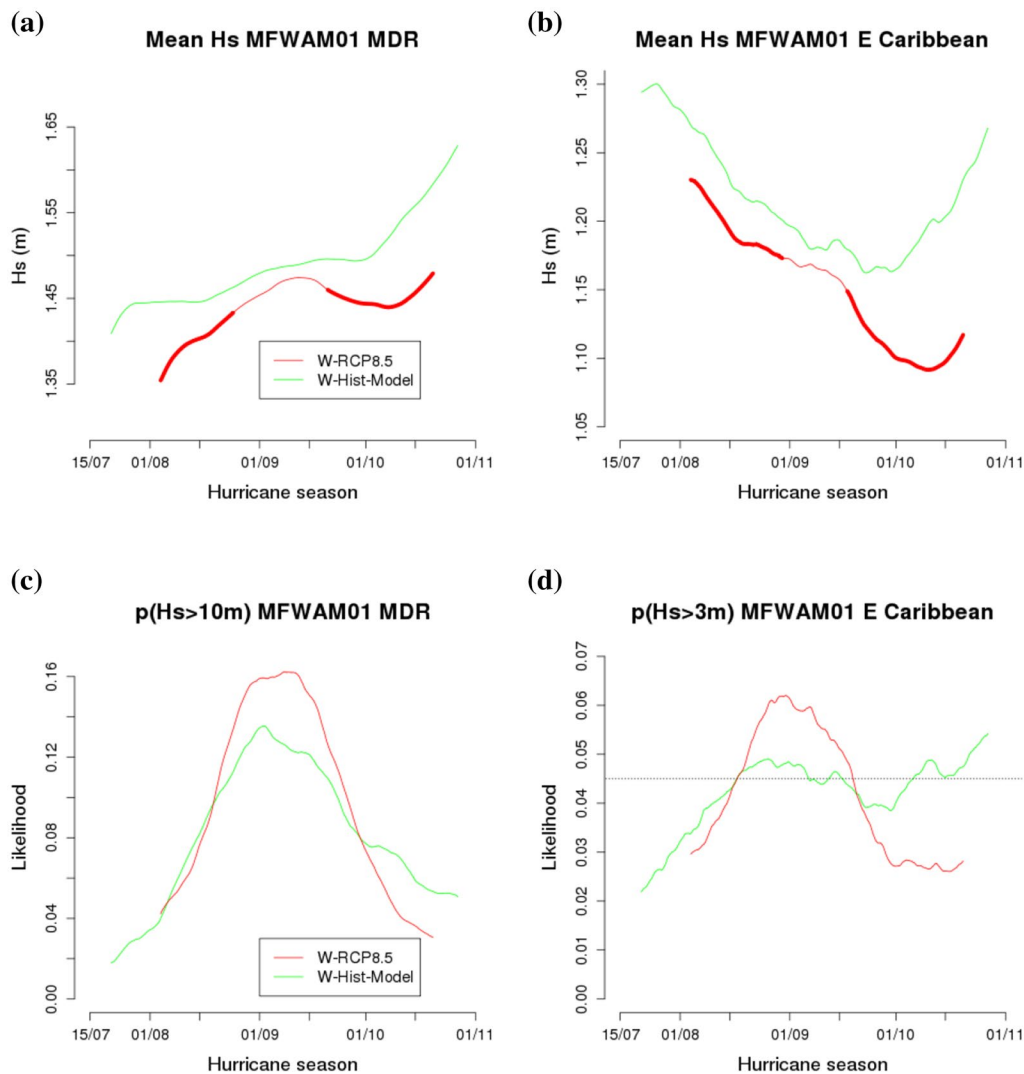 (a)
Mean Hs MFWAM01 MDR
Hs (m)
1.65
1.55
1.45
1.35
W-RCP8.5
W-Hist-Model
15/07 01/08 01/09 01/10 01/11
Hurricane season
(b)
Mean Hs MFWAM01 E Caribbean
Hs (m)
1.30
1.25
1.20
1.15
1.10
1.05
15/07 01/08 01/09 01/10 01/11
Hurricane season
(c)
p(Hs>10m) MFWAM01 MDR
Likelihood
0.16
0.12
0.08
0.04
0.00
W-RCP8.5
W-Hist-Model
15/07 01/08 01/09 01/10 01/11
Hurricane season
(d)
p(Hs>3m) MFWAM01 E Caribbean
Likelihood
0.07
0.06
0.05
0.04
0.03
0.02
0.01
0.00
15/07 01/08 01/09 01/10 01/11
Hurricane season